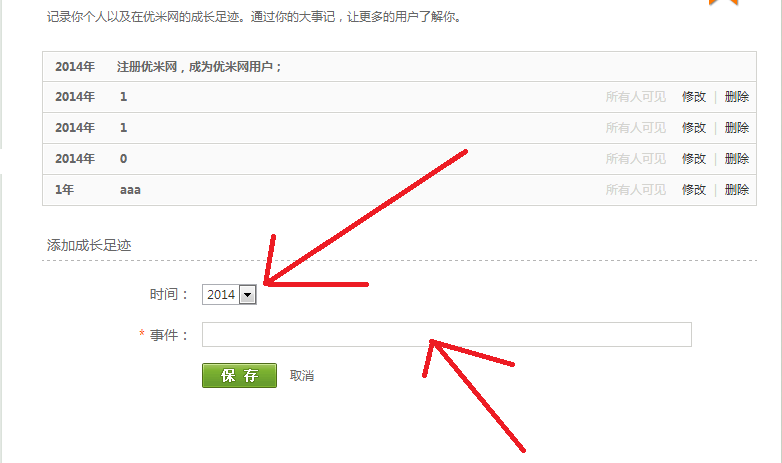 记录你个人以及在优米网的成长足迹。通过你的大事记，让更多的用户了解你。
2014年 注册优米网，成为优米网用户；
2014年 1 所有人可见 修改 | 删除
2014年 1 所有人可见 修改 | 删除
2014年 0 所有人可见 修改 | 删除
1年 aaa 所有人可见 修改 | 删除
添加成长足迹
时间： 2014
* 事件：
保 存 取消